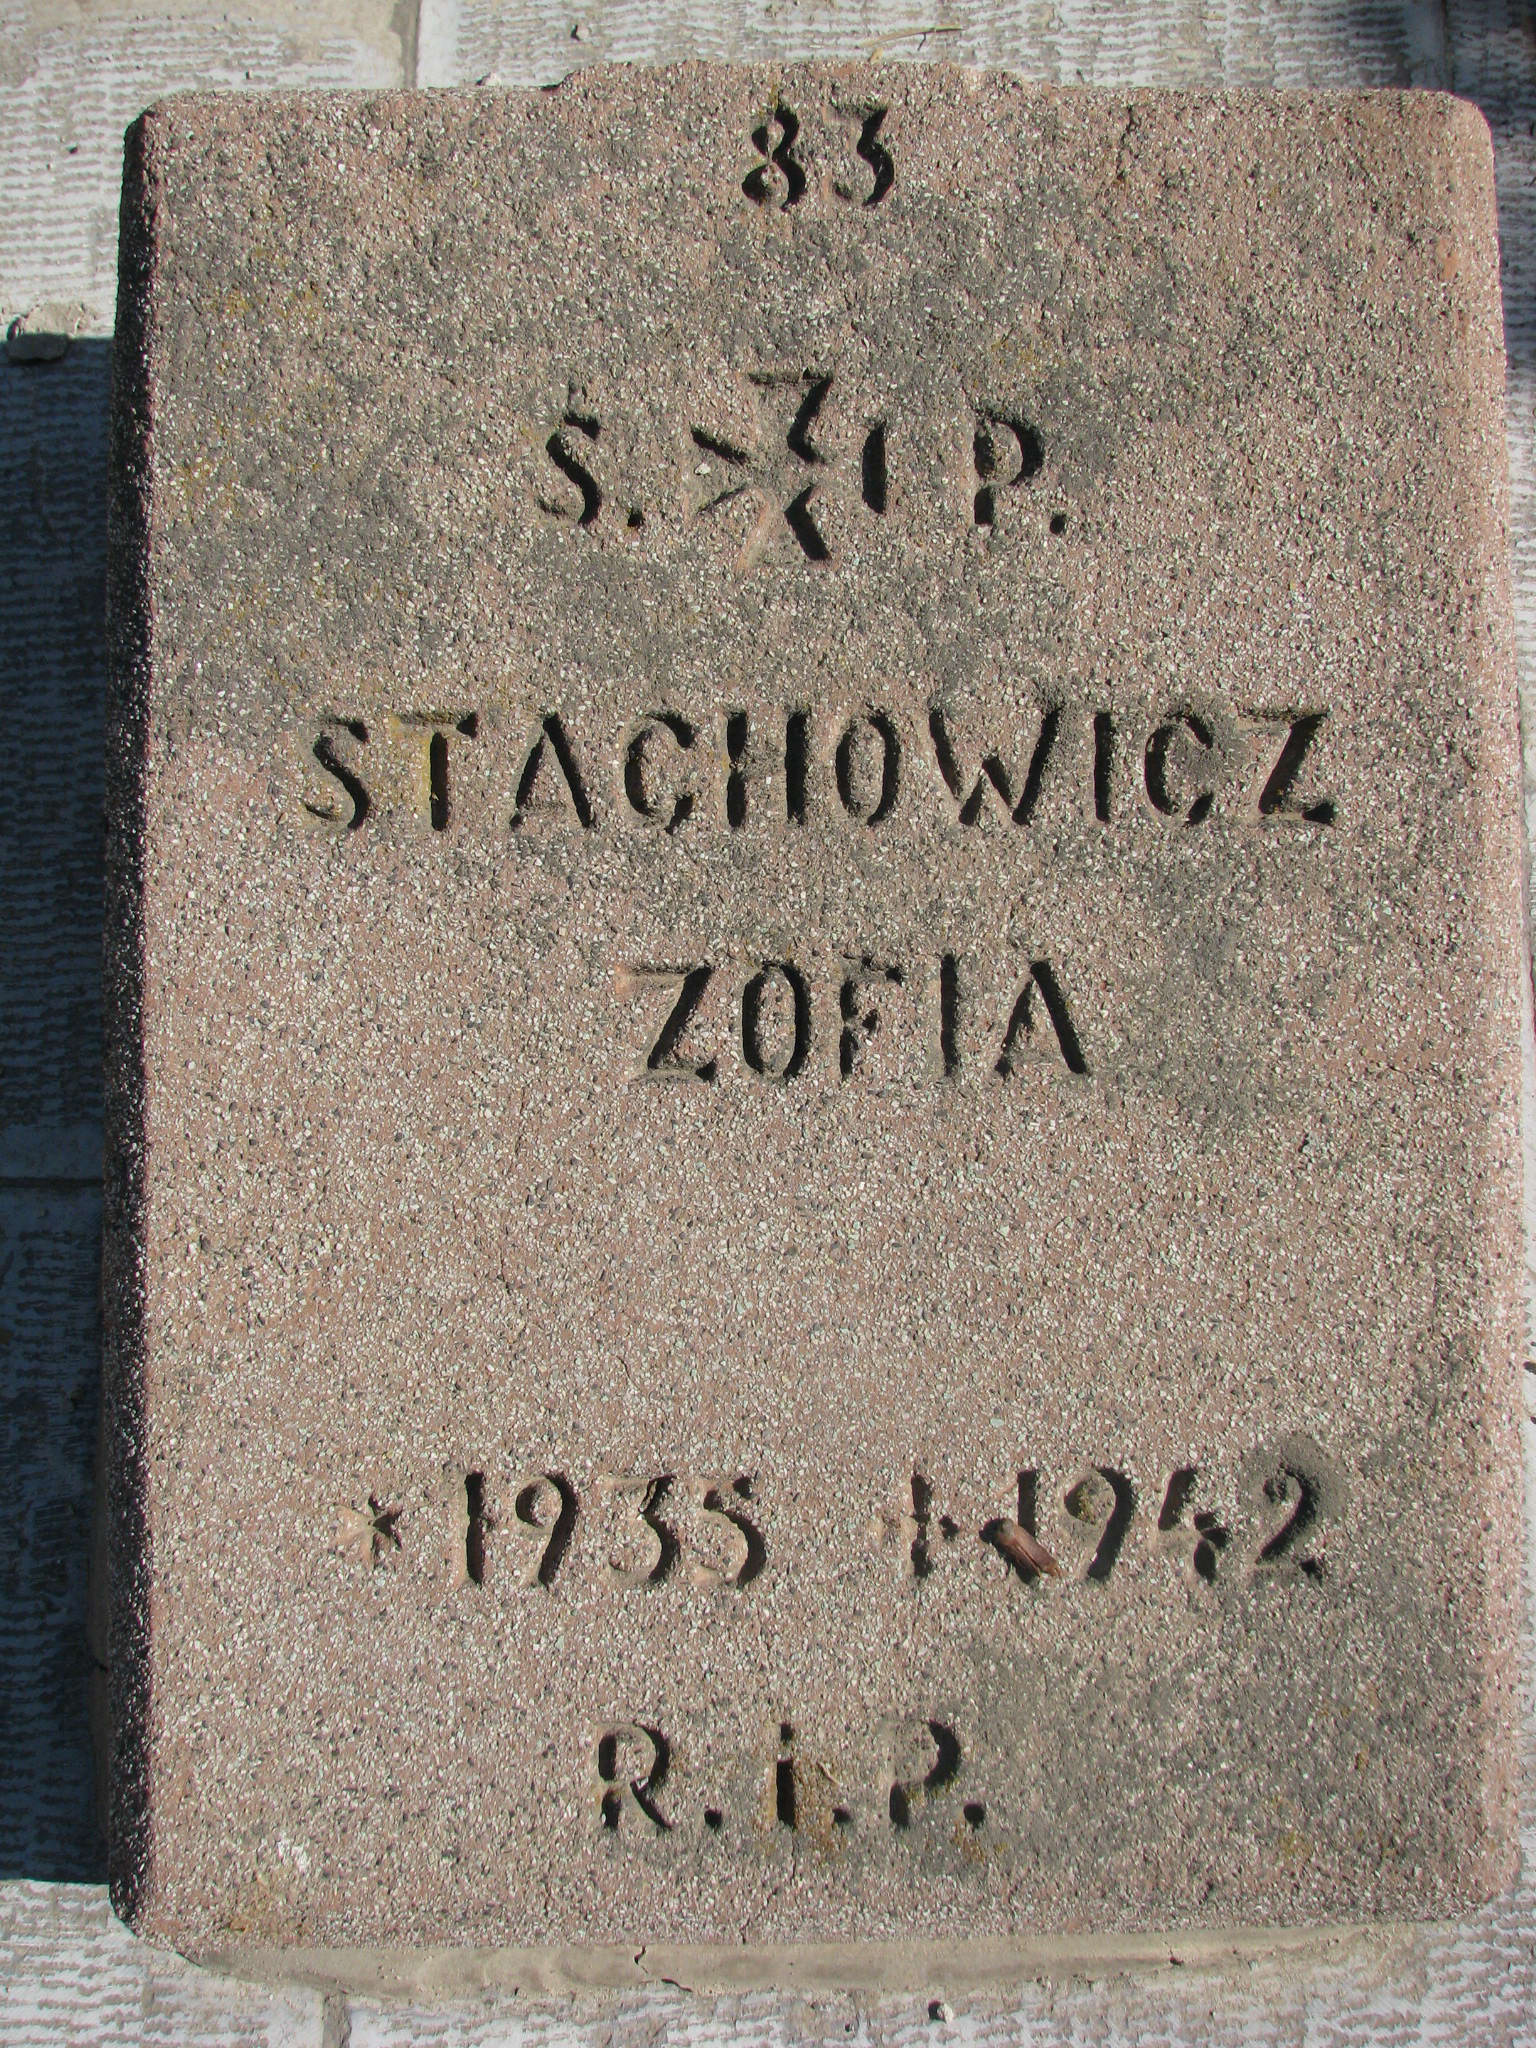 83
Ś. ✠ P.
STACHOWICZ
ZOFIA
* 1935 + 1942
R.I.P.